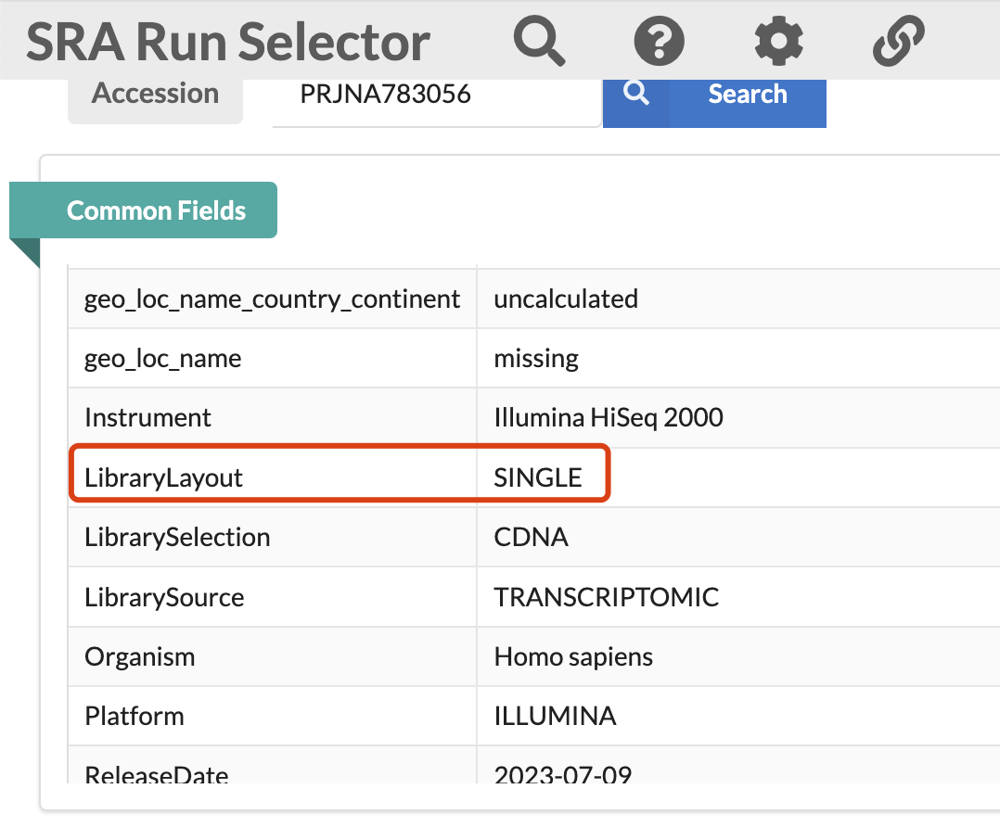 SRA Run Selector
Accession PRJNA783056 Search
Common Fields
geo_loc_name_country_continent uncalculated
geo_loc_name missing
Instrument Illumina HiSeq 2000
LibraryLayout SINGLE
LibrarySelection CDNA
LibrarySource TRANSCRIPTOMIC
Organism Homo sapiens
Platform ILLUMINA
ReleaseDate 2023-07-09